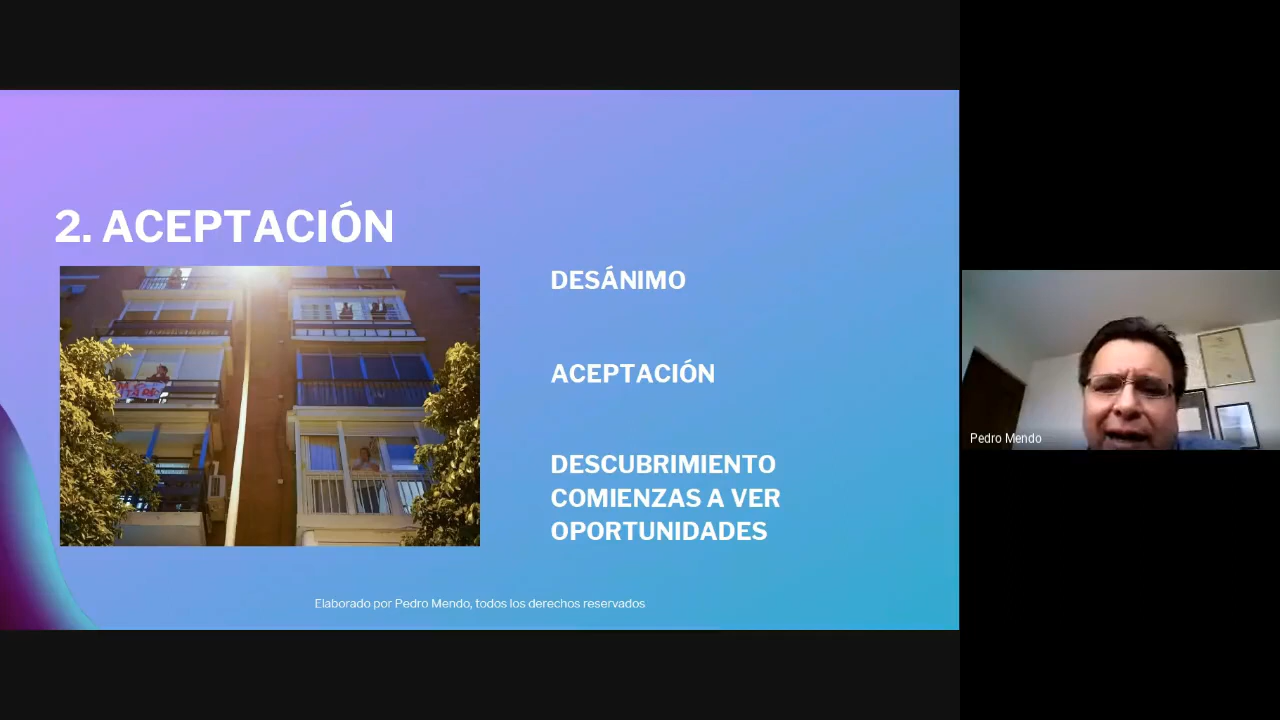 2. ACEPTACIÓN
DESÁNIMO
ACEPTACIÓN
DESCUBRIMIENTO
COMIENZAS A VER
OPORTUNIDADES
Elaborado por Pedro Mendo, todos los derechos reservados
Pedro Mendo